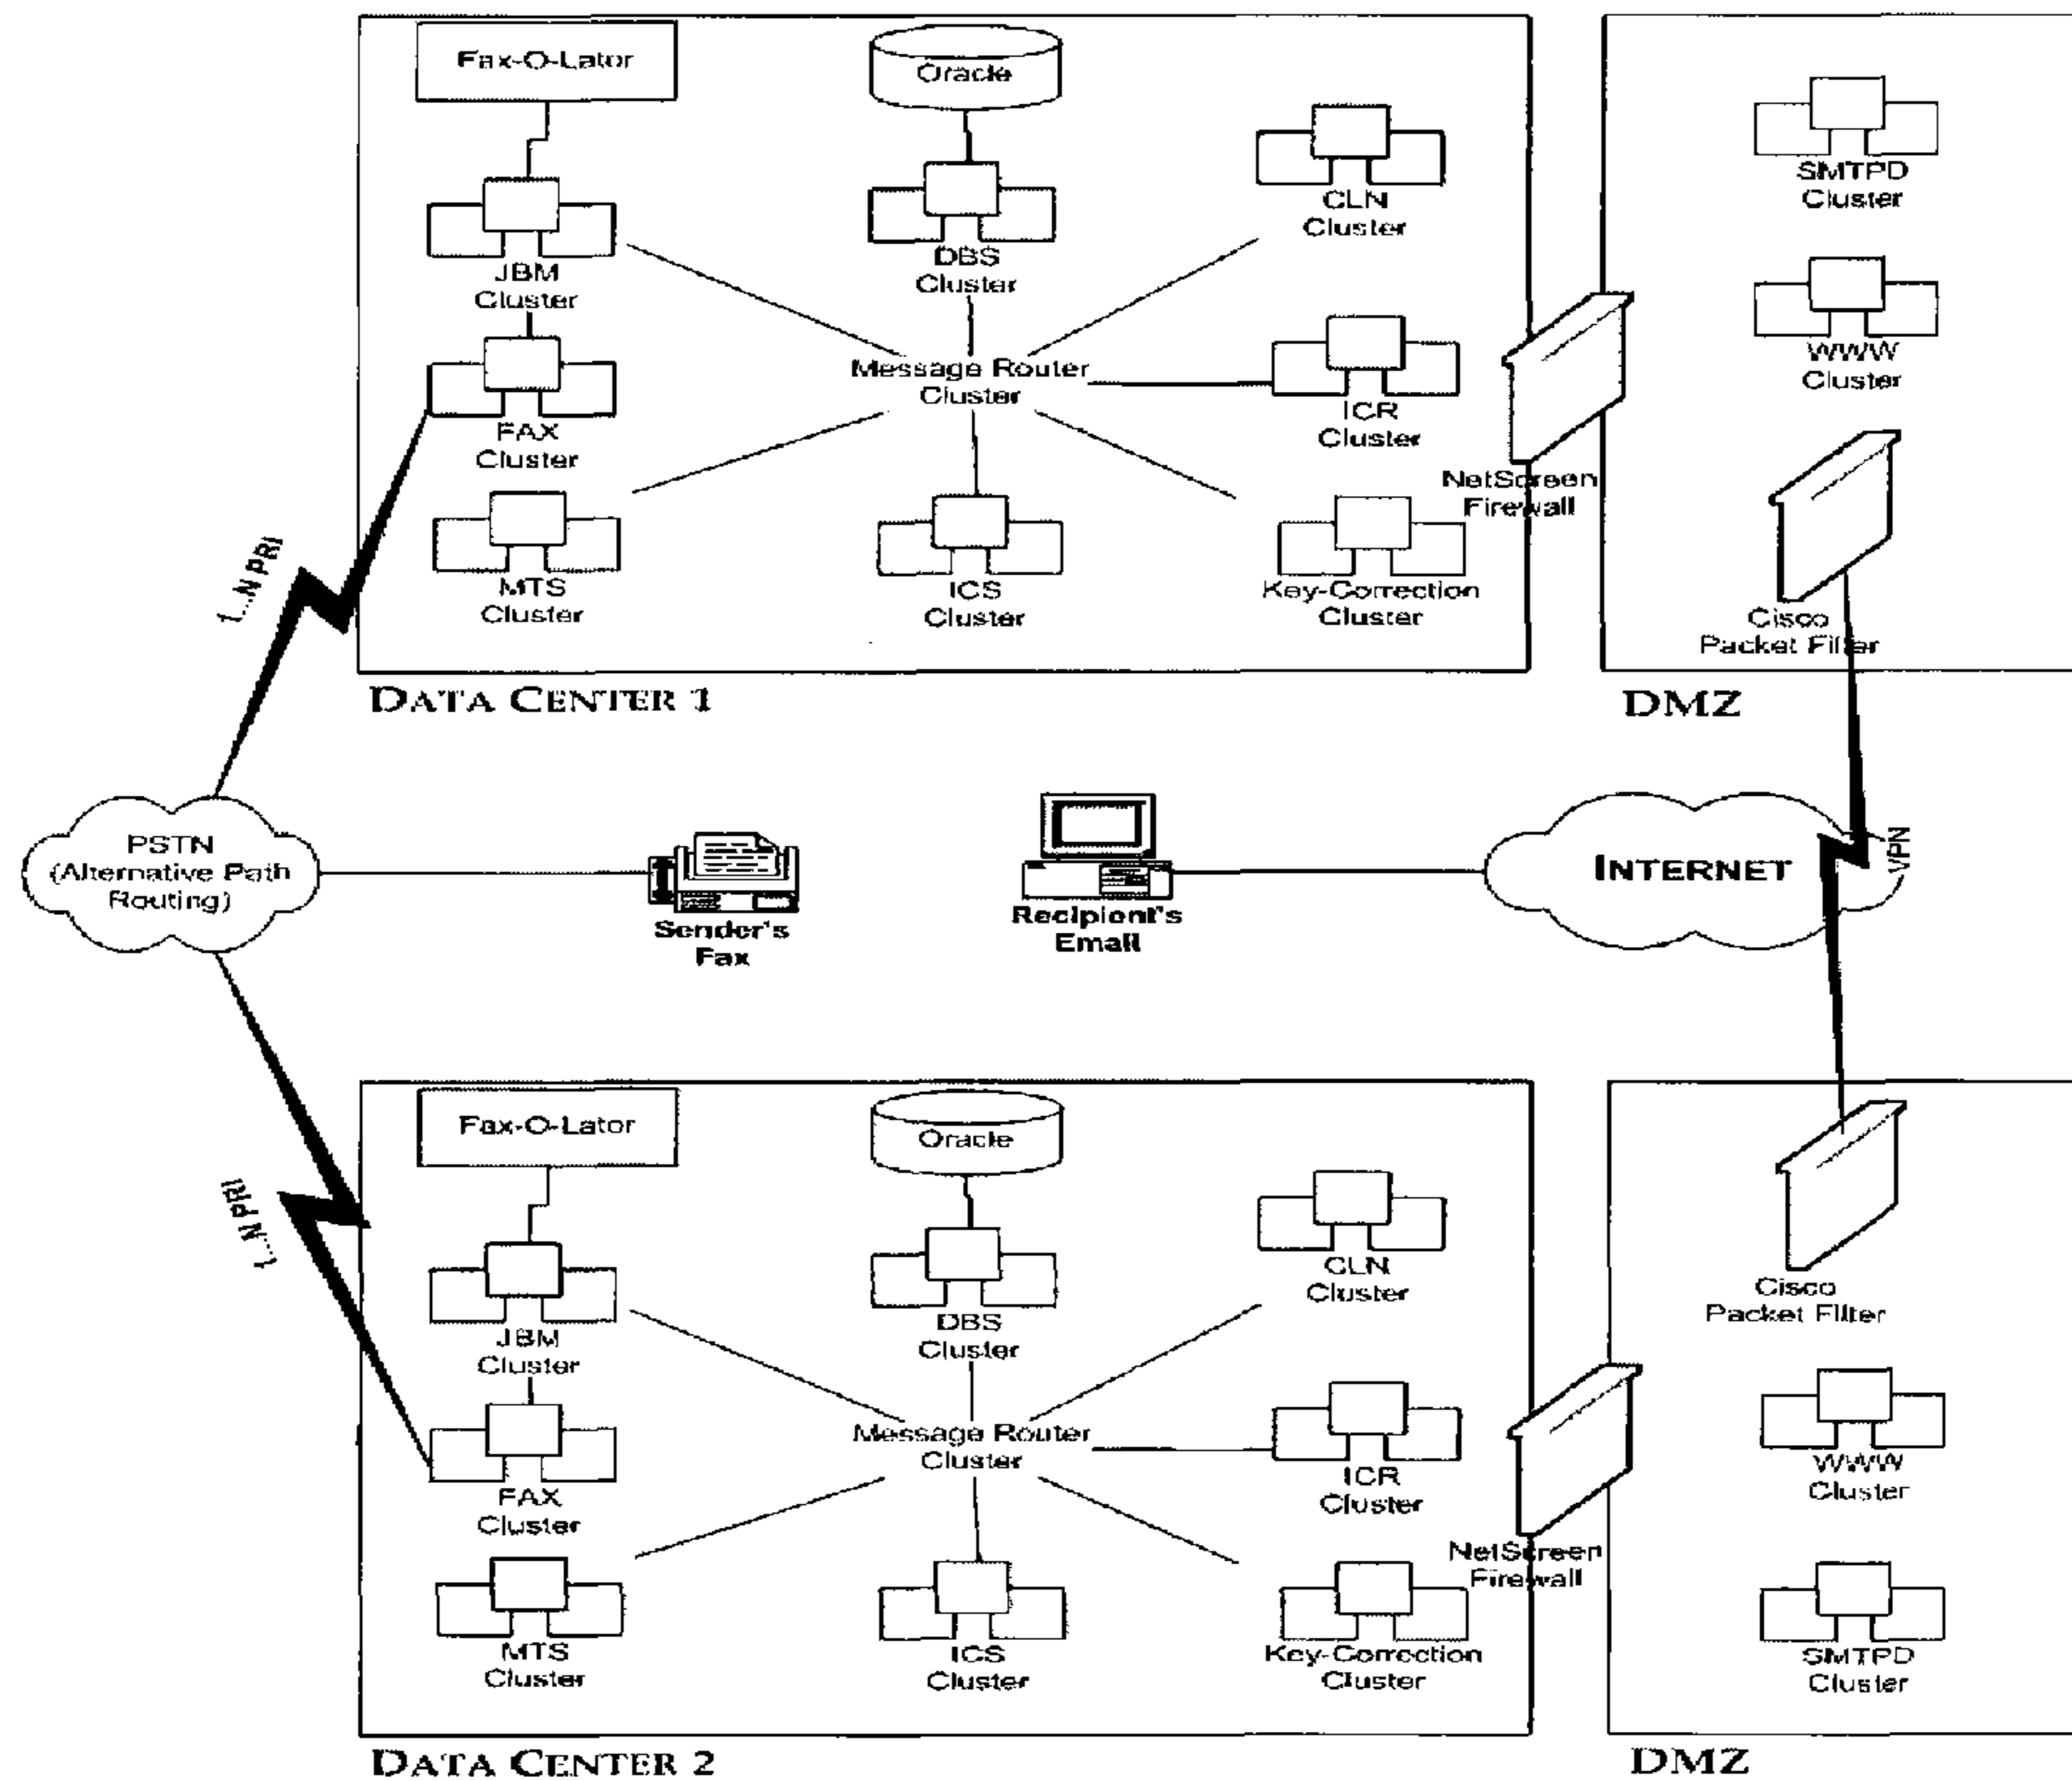 Fax-O-Lator
Oracle
CLN
Cluster
SMTPD
Cluster
JBM
Cluster
DBS
Cluster
WWW
Cluster
Message Router
Cluster
FAX
Cluster
ICR
Cluster
NetScreen
Firewall
MTS
Cluster
ICS
Cluster
Key-Correction
Cluster
Cisco
Packet Filter
1...N PRI
DATA CENTER 1
DMZ
PSTN
(Alternative Path
Routing)
Sender's
Fax
Recipient's
Email
INTERNET
VPN
1...N PRI
Fax-O-Lator
Oracle
CLN
Cluster
Cisco
Packet Filter
JBM
Cluster
DBS
Cluster
Message Router
Cluster
FAX
Cluster
ICR
Cluster
WWW
Cluster
NetScreen
Firewall
MTS
Cluster
ICS
Cluster
Key-Correction
Cluster
SMTPD
Cluster
DATA CENTER 2
DMZ